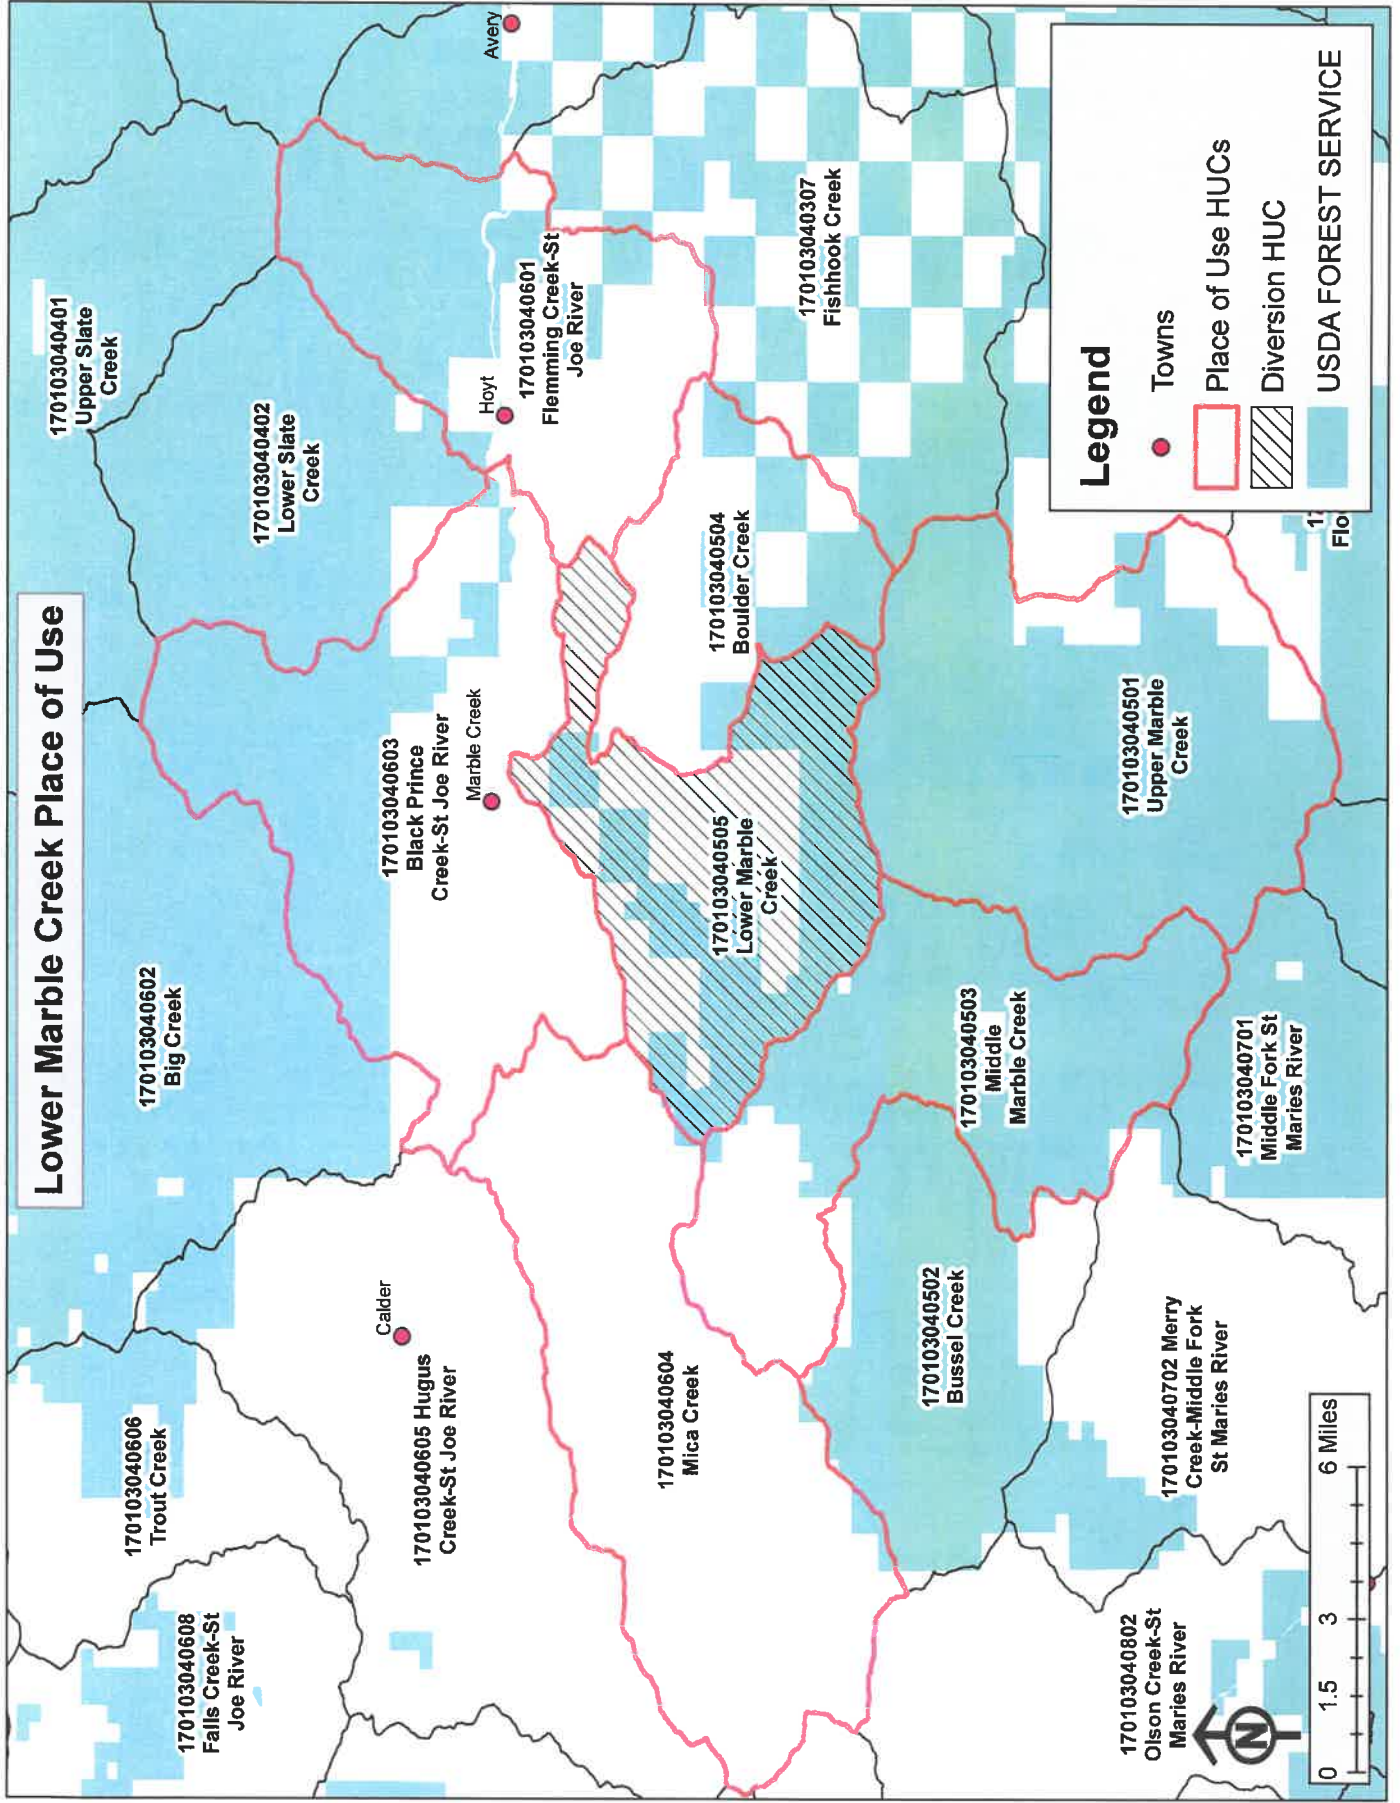 Lower Marble Creek Place of Use
170103040401
Upper Slate
Creek
170103040402
Lower Slate
Creek
170103040602
Big Creek
170103040606
Trout Creek
170103040608
Falls Creek-St
Joe River
Avery
Hoyt
170103040601
Flemming Creek-St
Joe River
170103040603
Black Prince
Creek-St Joe River
Marble Creek
Calder
170103040605 Hugus
Creek-St Joe River
170103040307
Fishhook Creek
170103040504
Boulder Creek
170103040505
Lower Marble
Creek
170103040604
Mica Creek
170103040501
Upper Marble
Creek
170103040503
Middle
Marble Creek
170103040502
Bussel Creek
170103040701
Middle Fork St
Maries River
170103040702 Merry
Creek-Middle Fork
St Maries River
170103040802
Olson Creek-St
Maries River
17
Flo
Legend
Towns
Place of Use HUCs
Diversion HUC
USDA FOREST SERVICE
N
0 1.5 3 6 Miles